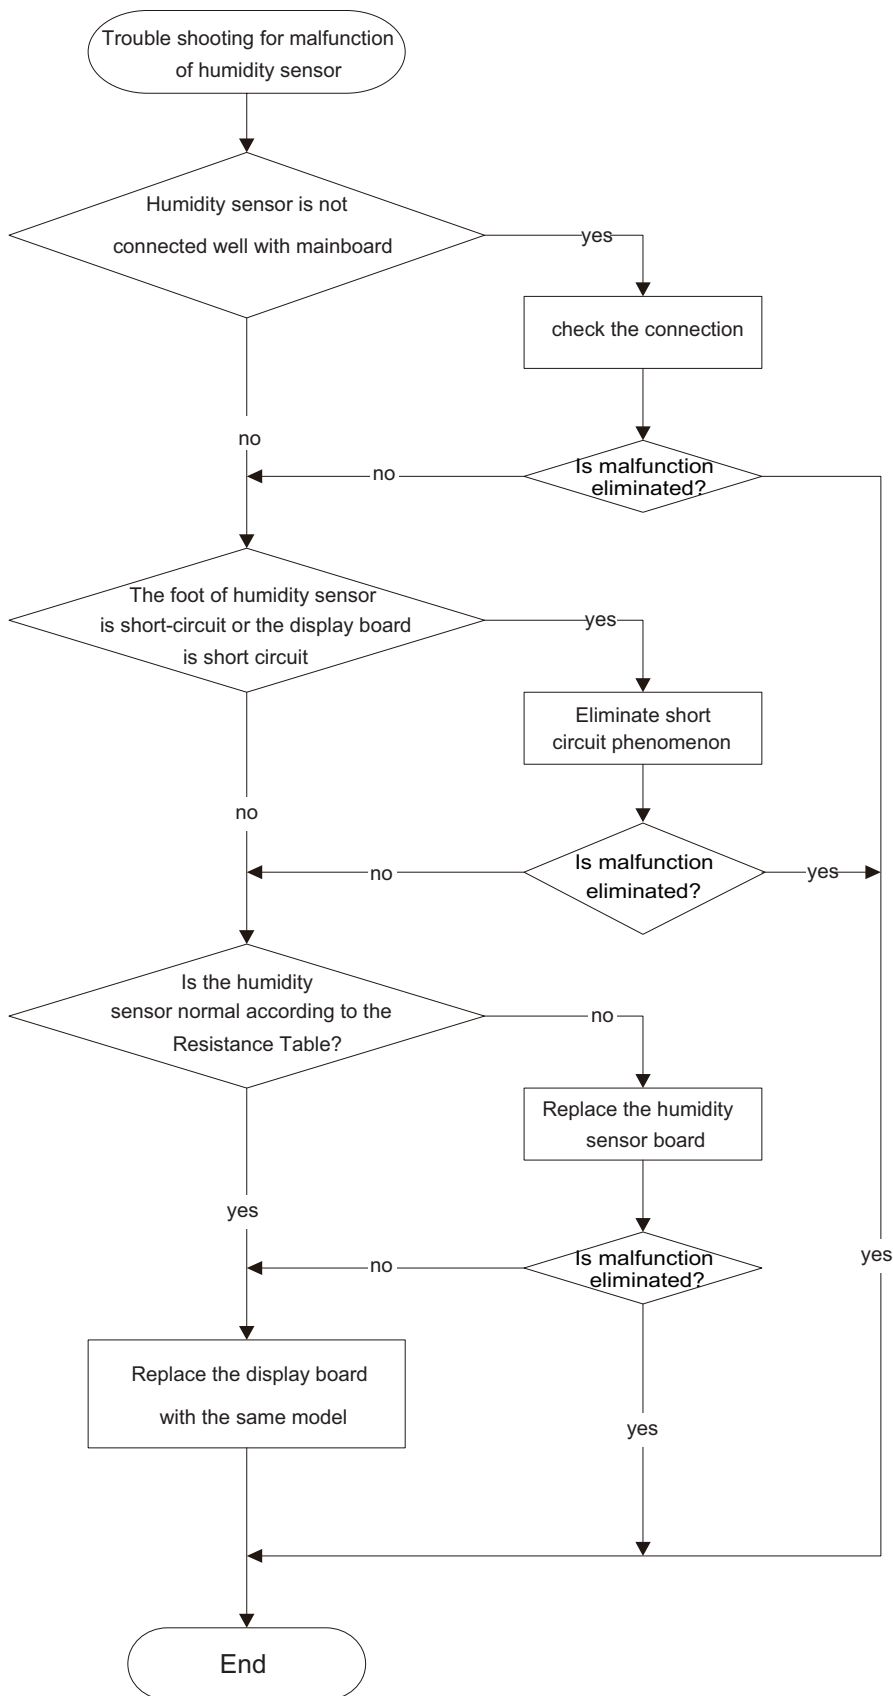 Trouble shooting for malfunction
of humidity sensor
Humidity sensor is not
connected well with mainboard
yes
check the connection
no
Is malfunction
eliminated?
no
The foot of humidity sensor
is short-circuit or the display board
is short circuit
yes
Eliminate short
circuit phenomenon
no
Is malfunction
eliminated?
no
yes
Is the humidity
sensor normal according to the
Resistance Table?
no
Replace the humidity
sensor board
yes
Is malfunction
eliminated?
no
yes
Replace the display board
with the same model
yes
End